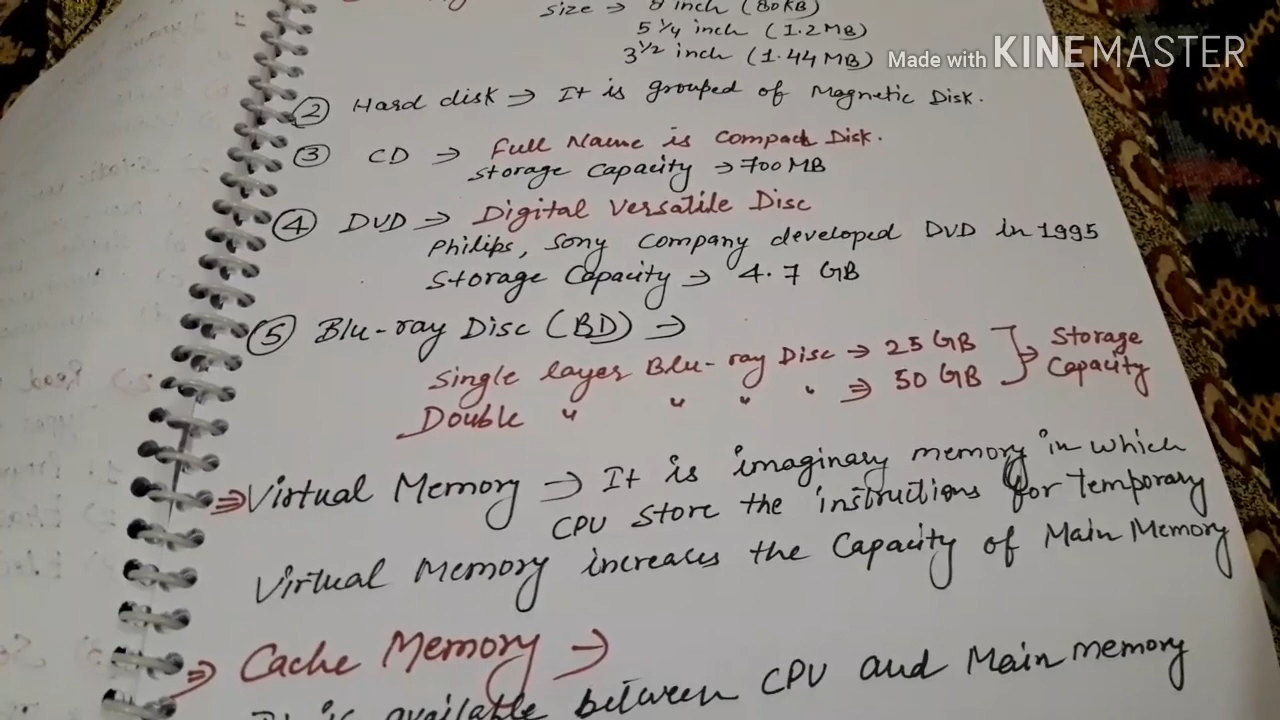 size → 8 inch (80KB)
5 1/4 inch (1.2MB)
3 1/2 inch (1.44 MB)
Made with KINEMASTER
② Hard disk → It is grouped of Magnetic Disk.
③ CD → Full Name is Compact Disk.
Storage Capacity → 700 MB
④ DVD → Digital Versatile Disc
Philips, Sony Company developed DVD in 1995
Storage Capacity → 4.7 GB
⑤ Blu-ray Disc (BD) →
Single layer Blu-ray Disc → 25 GB
Double " " " " ⇒ 50 GB
Storage
Capacity
⇒ Virtual Memory → It is imaginary memory in which
CPU store the instructions for temporary
Virtual Memory increases the Capacity of Main Memory
⇒ Cache Memory →
It is available between CPU and Main memory